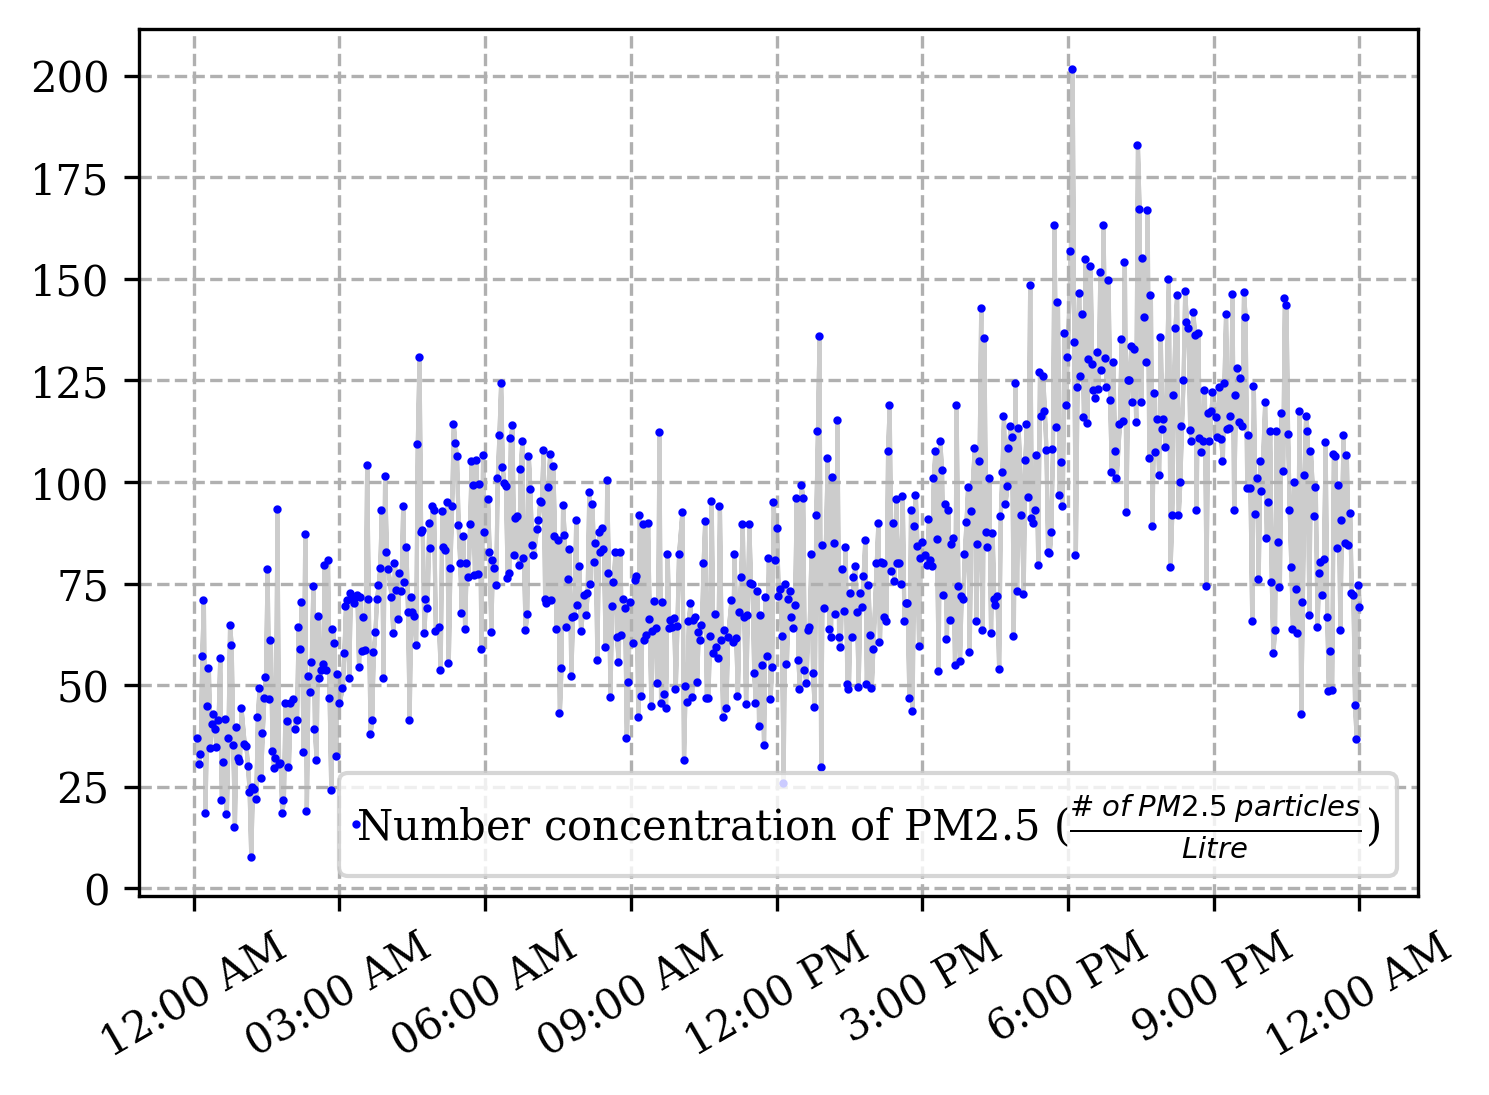 200
175
150
125
100
75
50
25
0
Number concentration of PM2.5 (# of PM2.5 particles / Litre)
12:00 AM
03:00 AM
06:00 AM
09:00 AM
12:00 PM
3:00 PM
6:00 PM
9:00 PM
12:00 AM